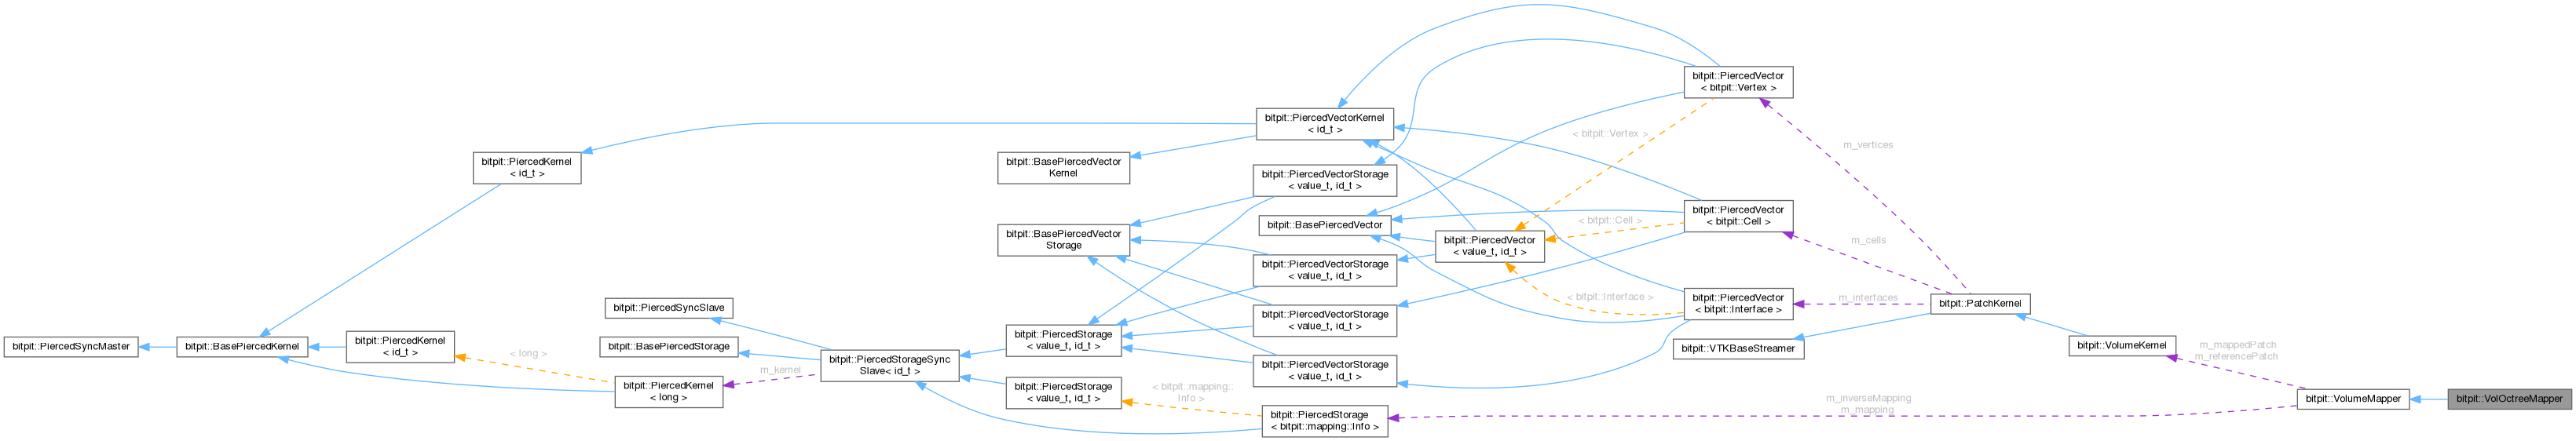 bitpit::PiercedSyncMaster
bitpit::BasePiercedKernel
bitpit::PiercedKernel
< id_t >
bitpit::PiercedKernel
< id_t >
< long >
bitpit::PiercedKernel
< long >
bitpit::PiercedSyncSlave
bitpit::BasePiercedStorage
m_kernel
bitpit::PiercedStorageSync
Slave< id_t >
bitpit::BasePiercedVector
Kernel
bitpit::BasePiercedVector
Storage
bitpit::PiercedStorage
< value_t, id_t >
bitpit::PiercedStorage
< value_t, id_t >
< bitpit::mapping::
Info >
bitpit::PiercedVectorKernel
< id_t >
bitpit::PiercedVectorStorage
< value_t, id_t >
bitpit::BasePiercedVector
bitpit::PiercedVectorStorage
< value_t, id_t >
bitpit::PiercedVectorStorage
< value_t, id_t >
bitpit::PiercedVectorStorage
< value_t, id_t >
bitpit::PiercedStorage
< bitpit::mapping::Info >
bitpit::PiercedVector
< value_t, id_t >
< bitpit::Vertex >
< bitpit::Cell >
< bitpit::Interface >
bitpit::PiercedVector
< bitpit::Vertex >
bitpit::PiercedVector
< bitpit::Cell >
bitpit::PiercedVector
< bitpit::Interface >
bitpit::VTKBaseStreamer
m_vertices
m_cells
m_interfaces
m_inverseMapping
m_mapping
bitpit::PatchKernel
bitpit::VolumeKernel
m_mappedPatch
m_referencePatch
bitpit::VolumeMapper
bitpit::VolOctreeMapper